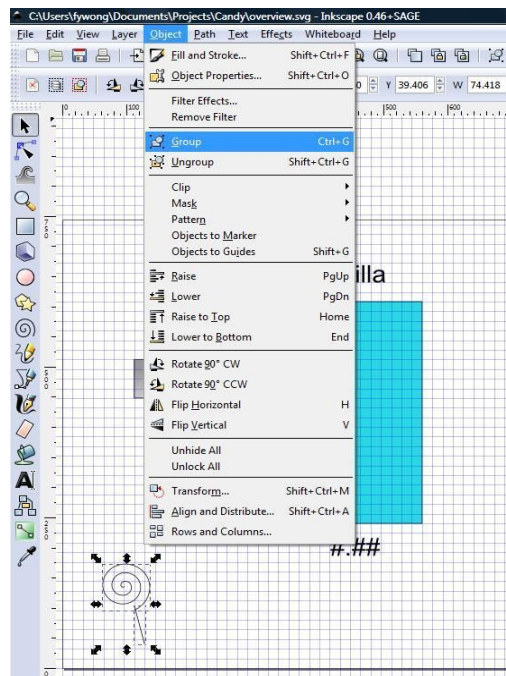 C:\Users\fywong\Documents\Projects\Candy\overview.svg - Inkscape 0.46+SAGE
File Edit View Layer Object Path Text Effects Whiteboard Help
Fill and Stroke... Shift+Ctrl+F
Object Properties... Shift+Ctrl+O
Y 39.406 W 74.418
Filter Effects...
Remove Filter
Group Ctrl+G
Ungroup Shift+Ctrl+G
Clip
Mask
Pattern
Objects to Marker
Objects to Guides Shift+G
Raise PgUp
Lower PgDn
Raise to Top Home
Lower to Bottom End
Rotate 90° CW
Rotate 90° CCW
Flip Horizontal H
Flip Vertical V
Unhide All
Unlock All
Transform... Shift+Ctrl+M
Align and Distribute... Shift+Ctrl+A
Rows and Columns...
illa
#.##